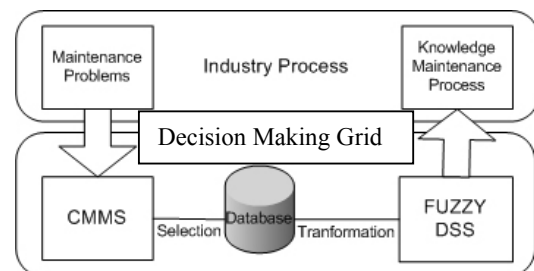 Maintenance
Problems
Industry Process
Knowledge
Maintenance
Process
Decision Making Grid
CMMS
Selection
Database
Tranformation
FUZZY
DSS